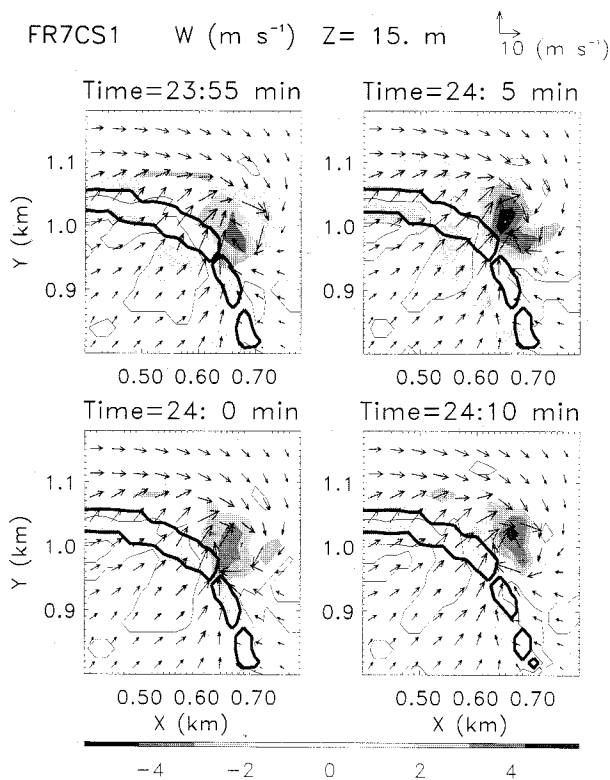 FR7CS1 W (m s⁻¹) Z= 15. m
10 (m s⁻¹)
Time=23:55 min
Time=24: 5 min
Y (km)
1.1
1.0
0.9
0.50 0.60 0.70
0.50 0.60 0.70
Time=24: 0 min
Time=24:10 min
Y (km)
1.1
1.0
0.9
0.50 0.60 0.70
0.50 0.60 0.70
X (km)
X (km)
−4 −2 0 2 4